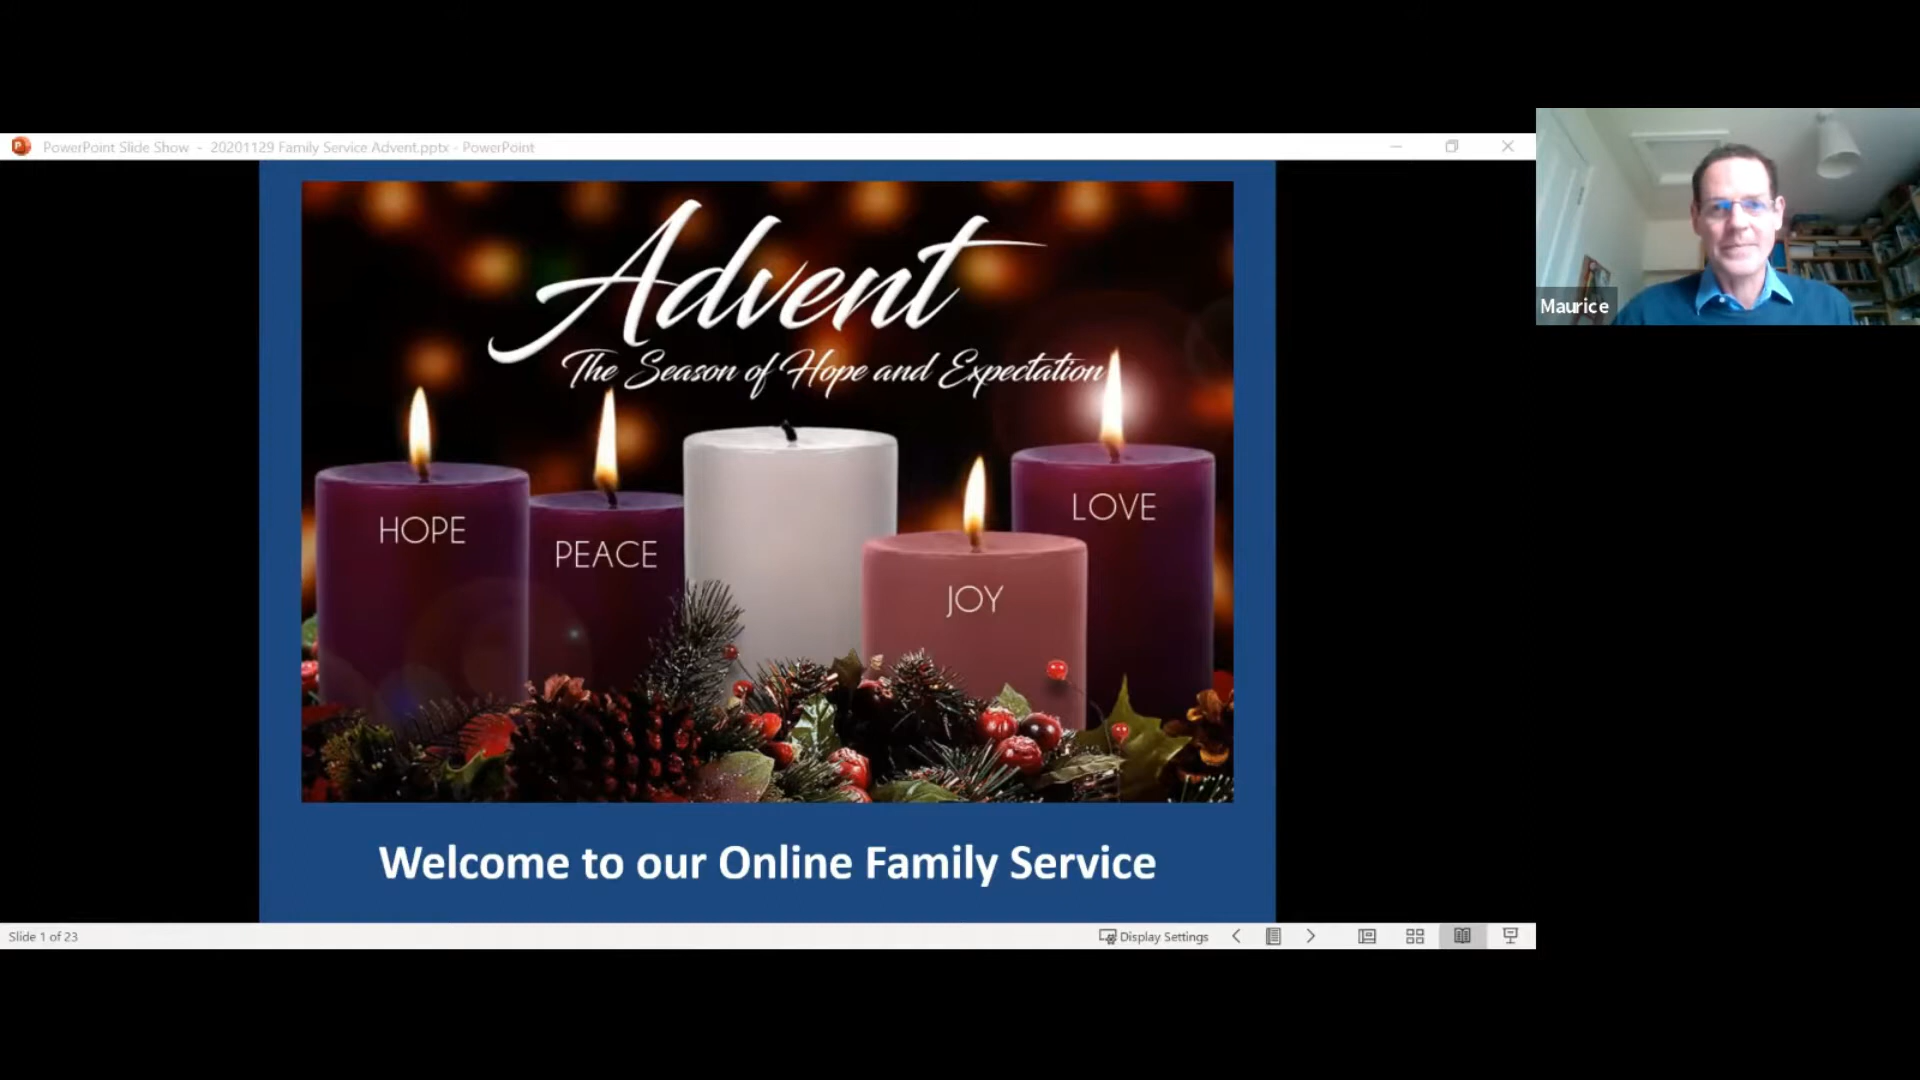 PowerPoint Slide Show - 20201129 Family Service Advent.pptx - PowerPoint
Advent
The Season of Hope and Expectation
HOPE
PEACE
JOY
LOVE
Welcome to our Online Family Service
Maurice
Slide 1 of 23
Display Settings